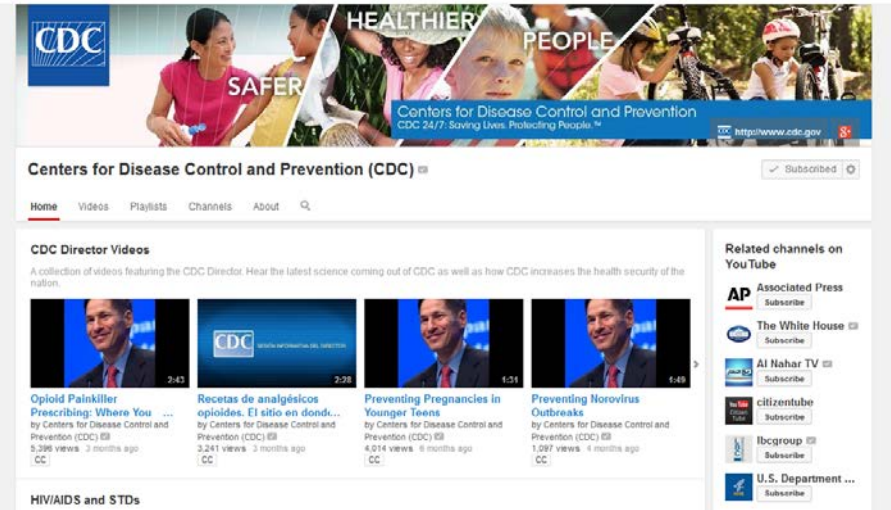 CDC
SAFER
HEALTHIER
PEOPLE
Centers for Disease Control and Prevention
CDC 24/7: Saving Lives. Protecting People.™
CDC http://www.cdc.gov 8+
Centers for Disease Control and Prevention (CDC)
Subscribed
Home Videos Playlists Channels About
CDC Director Videos
A collection of videos featuring the CDC Director. Hear the latest science coming out of CDC as well as how CDC increases the health security of the
nation.
2:43
Opioid Painkiller
Prescribing: Where You ...
by Centers for Disease Control and
Prevention (CDC)
5,396 views 3 months ago
CC
CDC SESIÓN INFORMATIVA DEL DIRECTOR
2:28
Recetas de analgésicos
opioides. El sitio en dond...
by Centers for Disease Control and
Prevention (CDC)
3,241 views 3 months ago
CC
1:31
Preventing Pregnancies in
Younger Teens
by Centers for Disease Control and
Prevention (CDC)
4,014 views 6 months ago
CC
1:49
Preventing Norovirus
Outbreaks
by Centers for Disease Control and
Prevention (CDC)
1,097 views 4 months ago
CC
HIV/AIDS and STDs
Related channels on
YouTube
AP
Associated Press
Subscribe
The White House
Subscribe
Al Nahar TV
Subscribe
citizentube
Subscribe
lbcgroup
Subscribe
U.S. Department ...
Subscribe